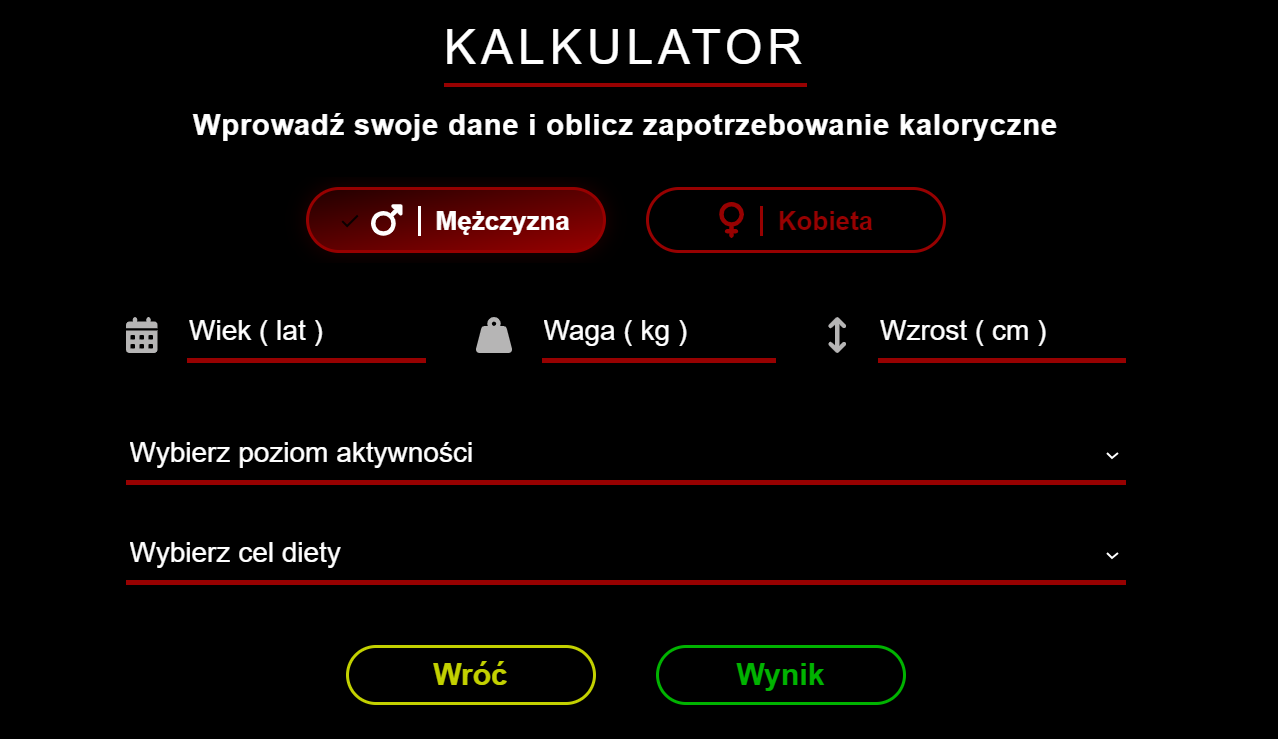 KALKULATOR
Wprowadź swoje dane i oblicz zapotrzebowanie kaloryczne
| Mężczyzna | Kobieta
Wiek ( lat ) Waga ( kg ) Wzrost ( cm )
Wybierz poziom aktywności
Wybierz cel diety
Wróć Wynik